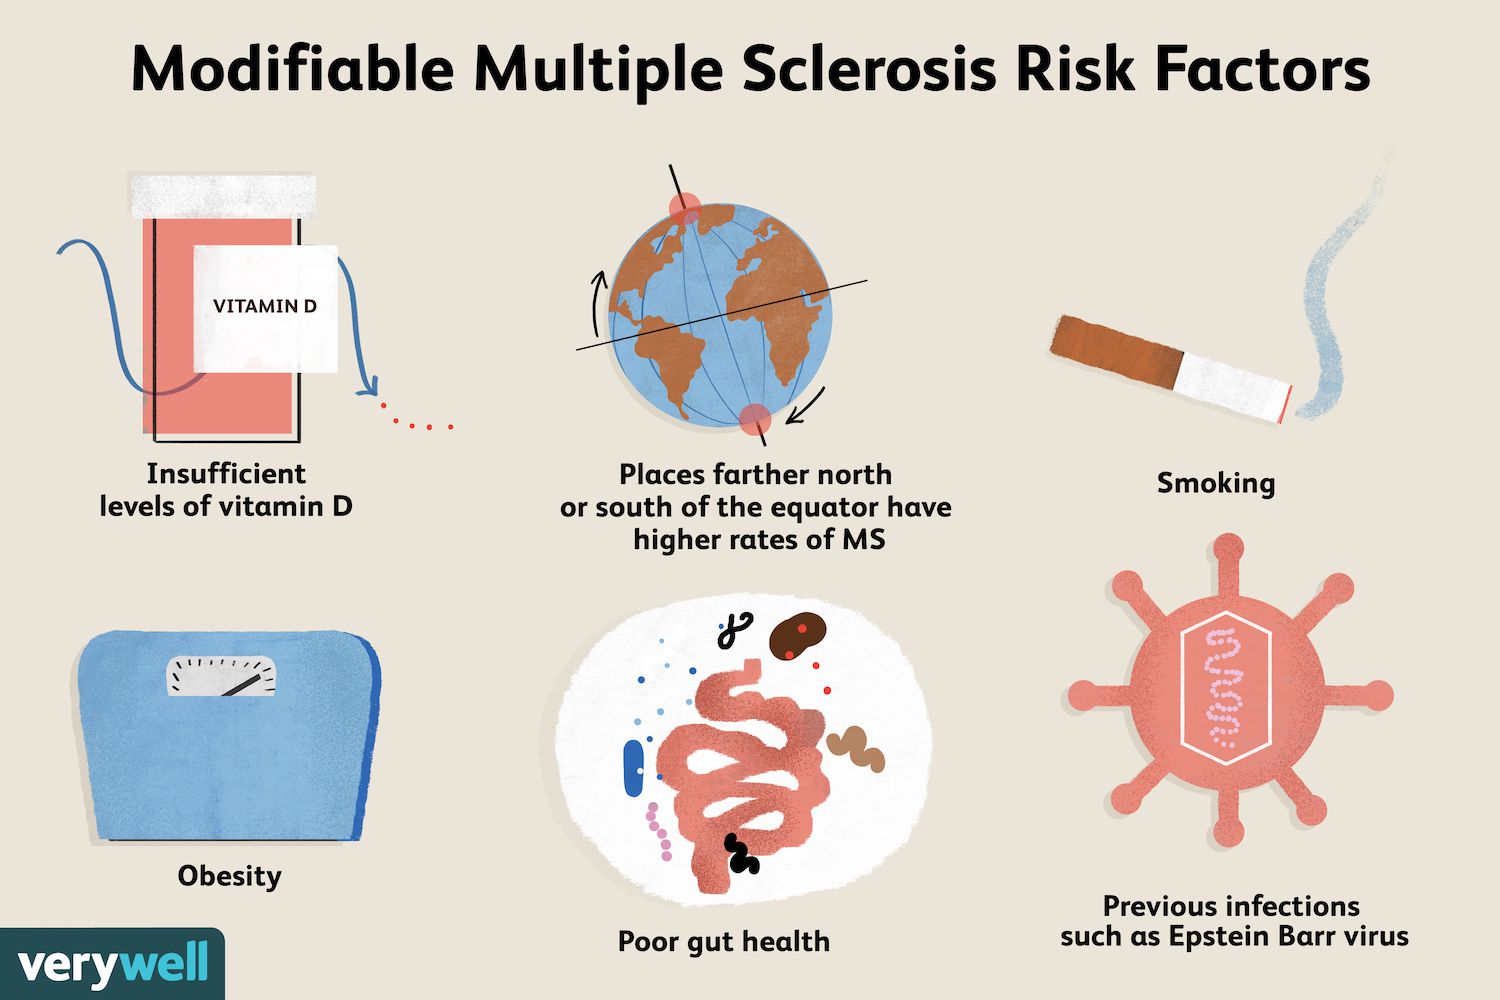 Modifiable Multiple Sclerosis Risk Factors
VITAMIN D
Insufficient
levels of vitamin D
Places farther north
or south of the equator have
higher rates of MS
Smoking
Obesity
Poor gut health
Previous infections
such as Epstein Barr virus
verywell